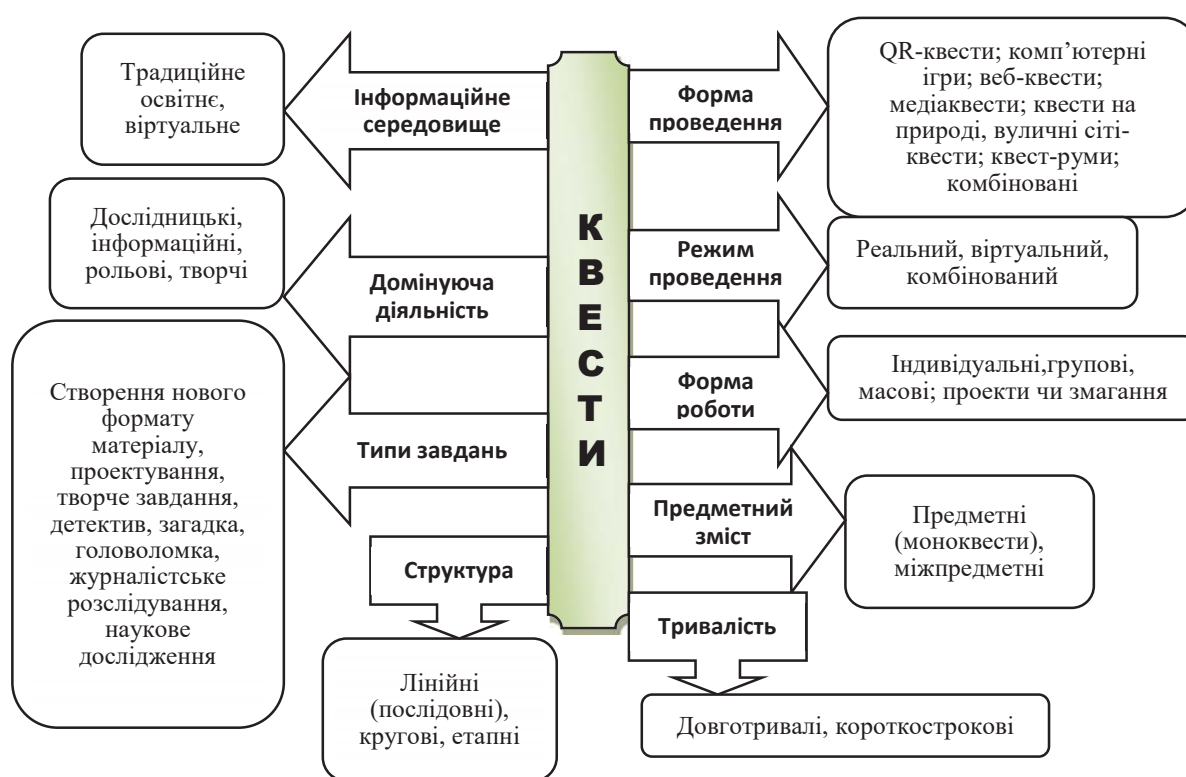 Традиційне
освітнє,
віртуальне
Інформаційне
середовище
Дослідницькі,
інформаційні,
рольові, творчі
Домінуюча
діяльність
Створення нового
формату
матеріалу,
проектування,
творче завдання,
детектив, загадка,
головоломка,
журналістське
розслідування,
наукове
дослідження
Типи завдань
Структура
Лінійні
(послідовні),
кругові, етапні
КВЕСТИ
Форма
проведення
QR-квести; комп’ютерні
ігри; веб-квести;
медіаквести; квести на
природі, вуличні сіті-
квести; квест-руми;
комбіновані
Режим
проведення
Реальний, віртуальний,
комбінований
Форма
роботи
Індивідуальні,групові,
масові; проекти чи змагання
Предметний
зміст
Предметні
(моноквести),
міжпредметні
Тривалість
Довготривалі, короткострокові